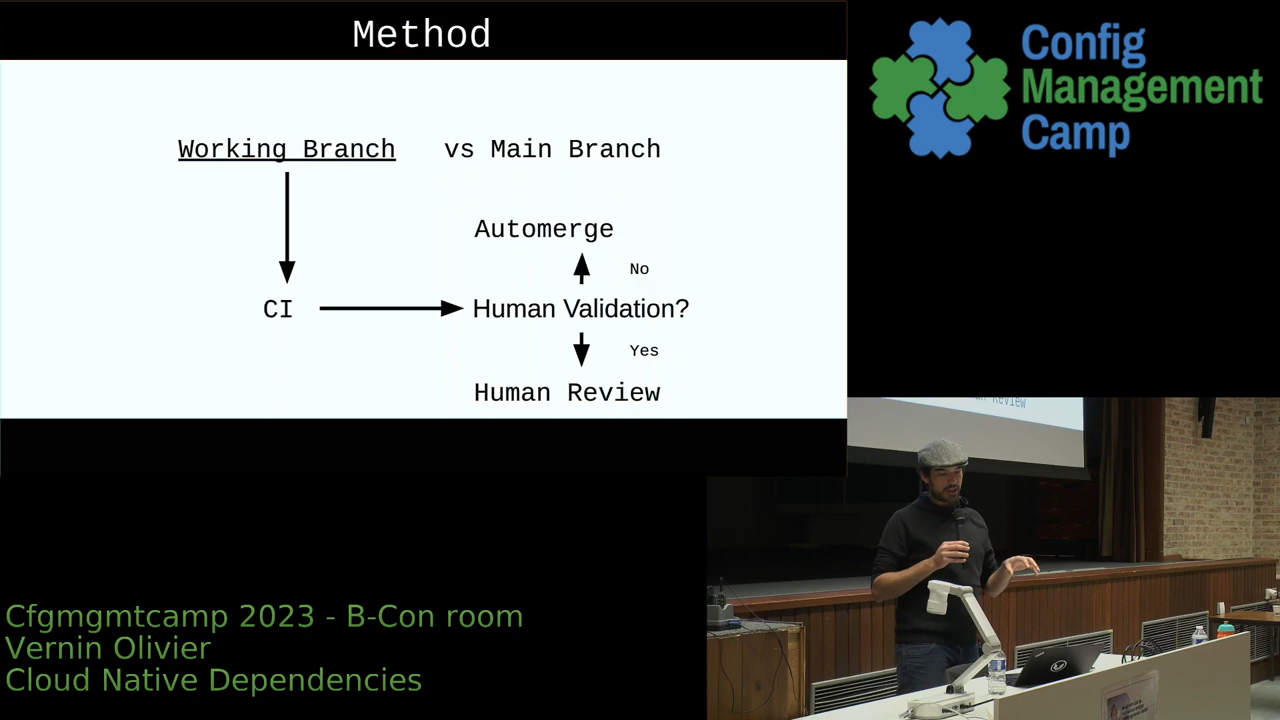 Method
Working Branch vs Main Branch
Automerge
No
CI
Human Validation?
Yes
Human Review
Config
Management
Camp
Review
Cfgmgmtcamp 2023 - B-Con room
Vernin Olivier
Cloud Native Dependencies